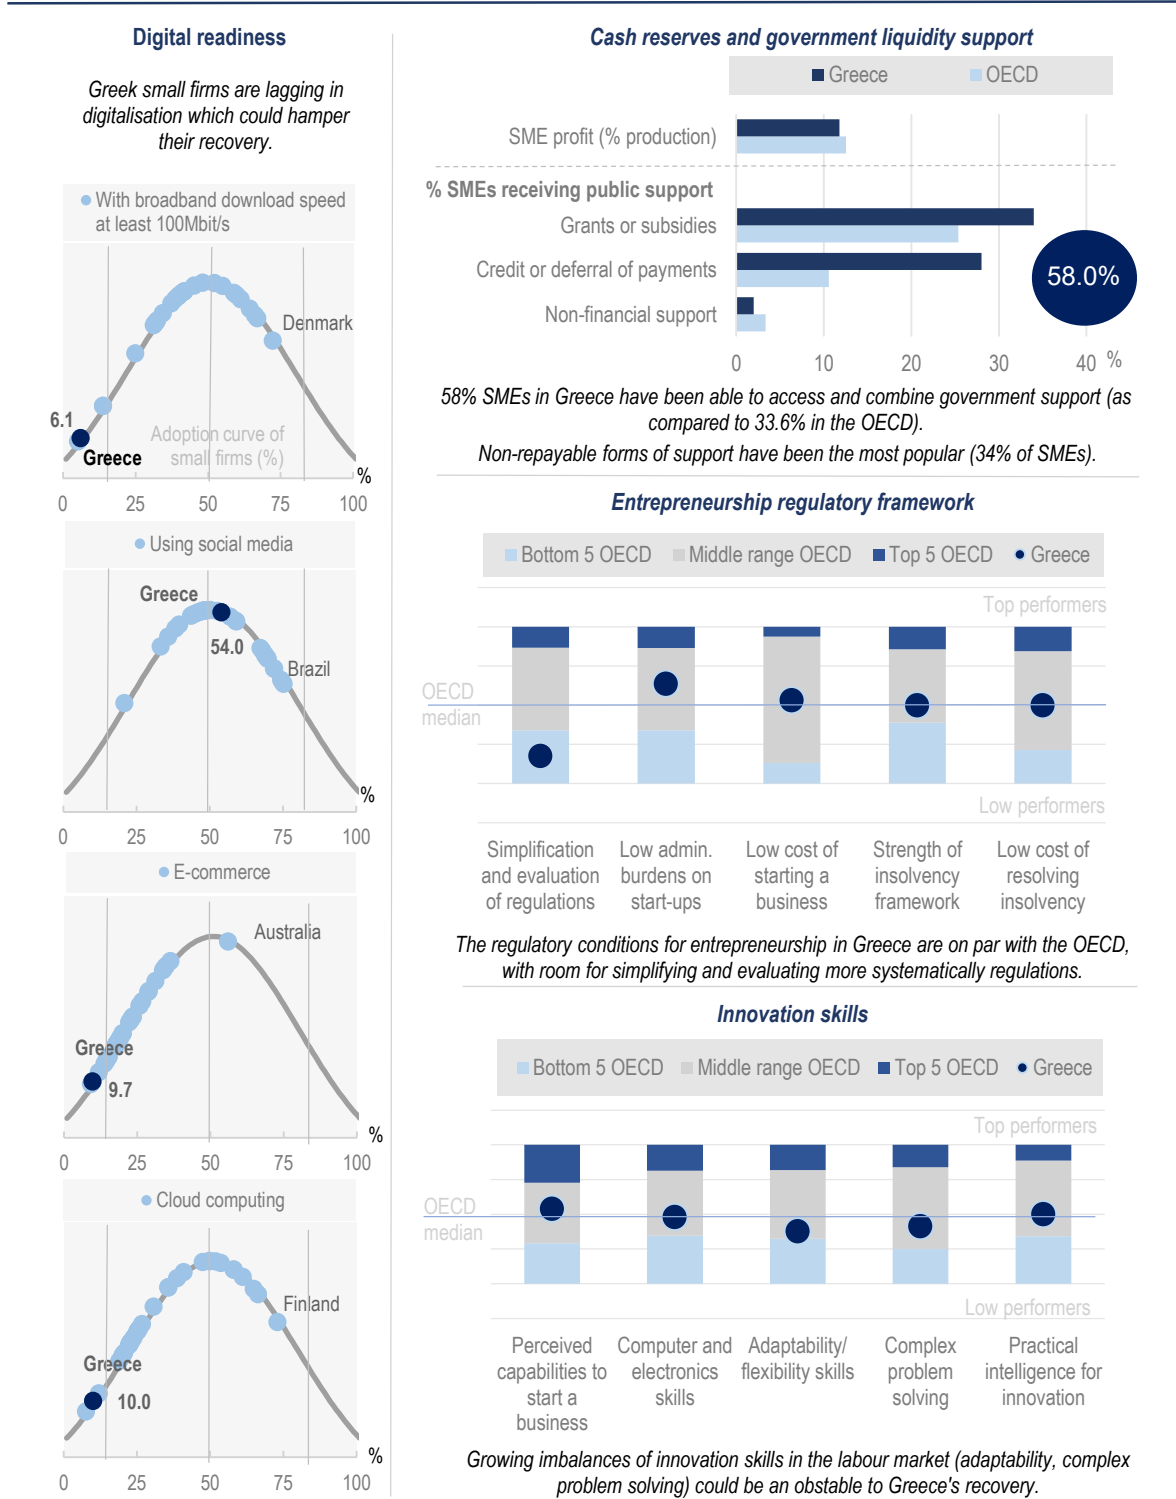 Digital readiness
Greek small firms are lagging in
digitalisation which could hamper
their recovery.
With broadband download speed
at least 100Mbit/s
Denmark
6.1
Greece
Adoption curve of
small firms (%)
%
0 25 50 75 100
Using social media
Greece
54.0
Brazil
%
0 25 50 75 100
E-commerce
Australia
Greece
9.7
%
0 25 50 75 100
Cloud computing
Finland
Greece
10.0
%
0 25 50 75 100
Cash reserves and government liquidity support
Greece OECD
SME profit (% production)
% SMEs receiving public support
Grants or subsidies
Credit or deferral of payments
Non-financial support
58.0%
0 10 20 30 40 %
58% SMEs in Greece have been able to access and combine government support (as
compared to 33.6% in the OECD).
Non-repayable forms of support have been the most popular (34% of SMEs).
Entrepreneurship regulatory framework
Bottom 5 OECD Middle range OECD Top 5 OECD Greece
Top performers
OECD
median
Low performers
Simplification
and evaluation
of regulations
Low admin.
burdens on
start-ups
Low cost of
starting a
business
Strength of
insolvency
framework
Low cost of
resolving
insolvency
The regulatory conditions for entrepreneurship in Greece are on par with the OECD,
with room for simplifying and evaluating more systematically regulations.
Innovation skills
Bottom 5 OECD Middle range OECD Top 5 OECD Greece
Top performers
OECD
median
Low performers
Perceived
capabilities to
start a
business
Computer and
electronics
skills
Adaptability/
flexibility skills
Complex
problem
solving
Practical
intelligence for
innovation
Growing imbalances of innovation skills in the labour market (adaptability, complex
problem solving) could be an obstable to Greece's recovery.